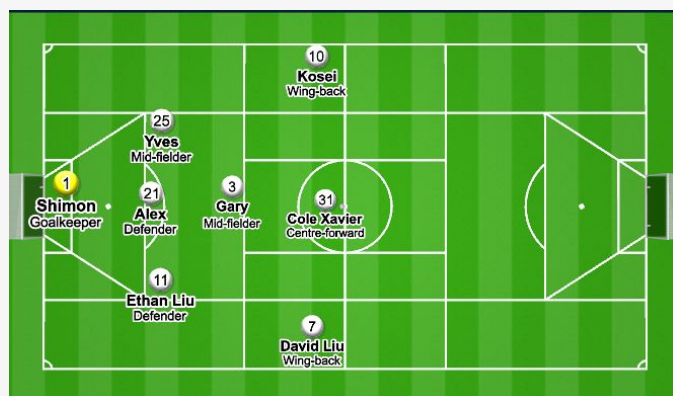 10
Kosei
Wing-back
25
Yves
Mid-fielder
1
Shimon
Goalkeeper
21
Alex
Defender
3
Gary
Mid-fielder
31
Cole Xavier
Centre-forward
11
Ethan Liu
Defender
7
David Liu
Wing-back